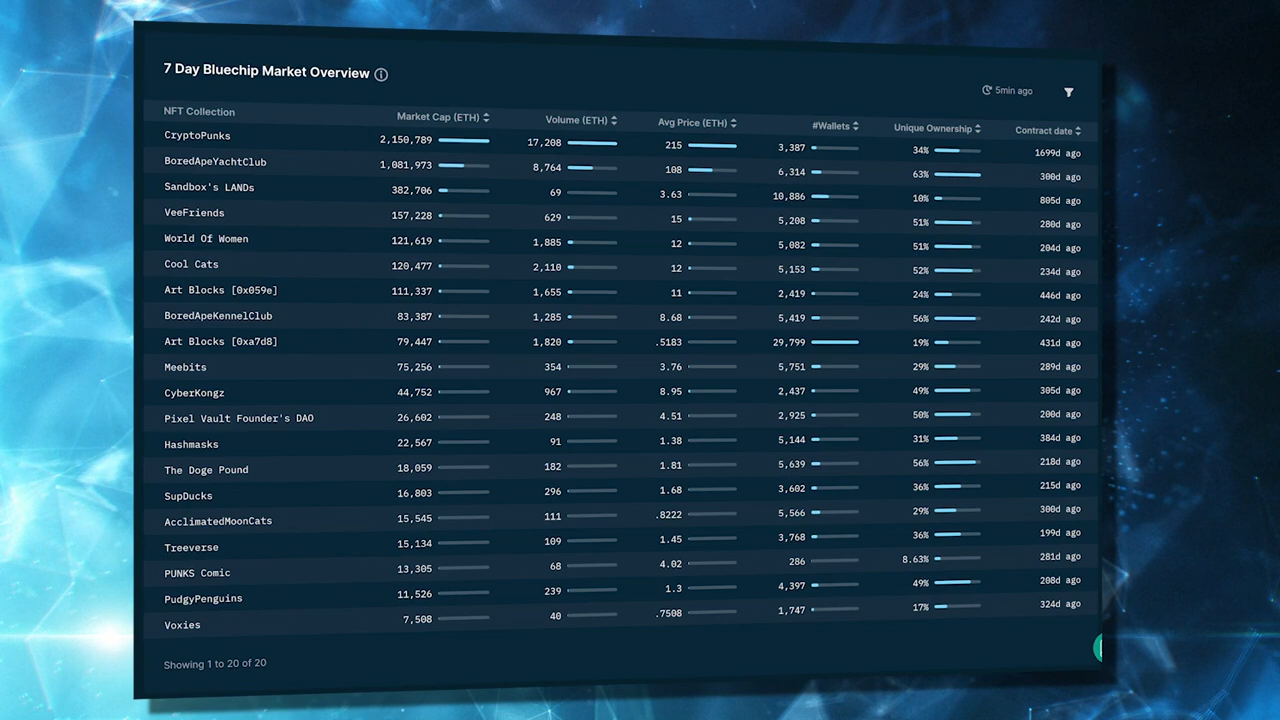 7 Day Bluechip Market Overview
5min ago
NFT Collection Market Cap (ETH) Volume (ETH) Avg Price (ETH) #Wallets Unique Ownership Contract date
CryptoPunks 2,150,789 17,208 215 3,387 34% 1699d ago
BoredApeYachtClub 1,081,973 8,764 108 6,314 63% 300d ago
Sandbox's LANDs 382,706 69 3.63 10,886 10% 805d ago
VeeFriends 157,228 629 15 5,208 51% 280d ago
World Of Women 121,619 1,885 12 5,082 51% 204d ago
Cool Cats 120,477 2,110 12 5,153 52% 234d ago
Art Blocks [0x059e] 111,337 1,655 11 2,419 24% 446d ago
BoredApeKennelClub 83,387 1,285 8.68 5,419 56% 242d ago
Art Blocks [0xa7d8] 79,447 1,820 .5183 29,799 19% 431d ago
Meebits 75,256 354 3.76 5,751 29% 289d ago
CyberKongz 44,752 967 8.95 2,437 49% 305d ago
Pixel Vault Founder's DAO 26,602 248 4.51 2,925 50% 200d ago
Hashmasks 22,567 91 1.38 5,144 31% 384d ago
The Doge Pound 18,059 182 1.81 5,639 56% 218d ago
SupDucks 16,803 296 1.68 3,602 36% 215d ago
AcclimatedMoonCats 15,545 111 .8222 5,566 29% 300d ago
Treeverse 15,134 109 1.45 3,768 36% 199d ago
PUNKS Comic 13,305 68 4.02 286 8.63% 281d ago
PudgyPenguins 11,526 239 1.3 4,397 49% 208d ago
Voxies 7,508 40 .7508 1,747 17% 324d ago
Showing 1 to 20 of 20